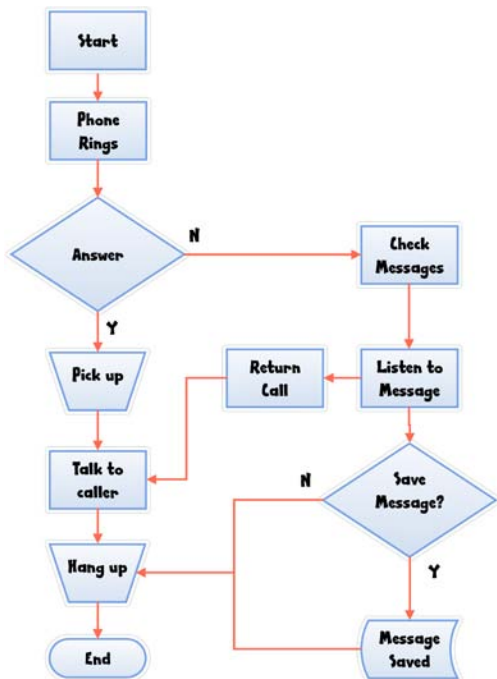 Start
Phone
Rings
Answer
N
Check
Messages
Y
Pick up
Return
Call
Listen to
Message
Talk to
caller
N
Save
Message?
Hang up
Y
End
Message
Saved